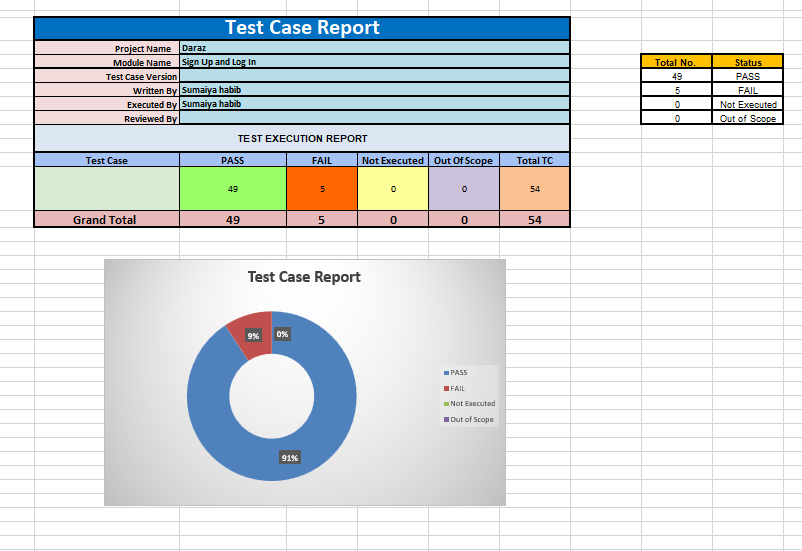 Test Case Report
Project Name Daraz
Module Name Sign Up and Log In
Test Case Version
Written By Sumaiya habib
Executed By Sumaiya habib
Reviewed By
TEST EXECUTION REPORT
Test Case PASS FAIL Not Executed Out Of Scope Total TC
49 5 0 0 54
Grand Total 49 5 0 0 54
Total No. Status
49 PASS
5 FAIL
0 Not Executed
0 Out of Scope
Test Case Report
9% 0%
91%
PASS
FAIL
Not Executed
Out of Scope